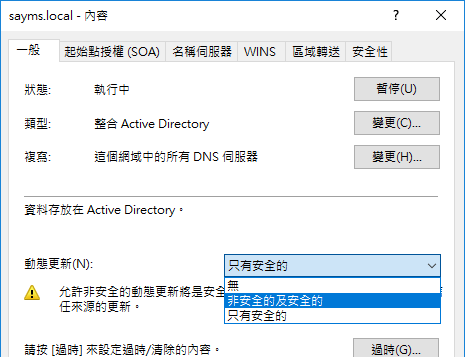 sayms.local - 內容
一般
起始點授權 (SOA)
名稱伺服器
WINS
區域轉送
安全性
狀態:
執行中
暫停(U)
類型:
整合 Active Directory
變更(C)...
複寫:
這個網域中的所有 DNS 伺服器
變更(H)...
資料存放在 Active Directory。
動態更新(N):
只有安全的
無
非安全的及安全的
只有安全的
允許非安全的動態更新將是安全
任來源的更新。
請按 [過時] 來設定過時/清除的內容。
過時(G)...